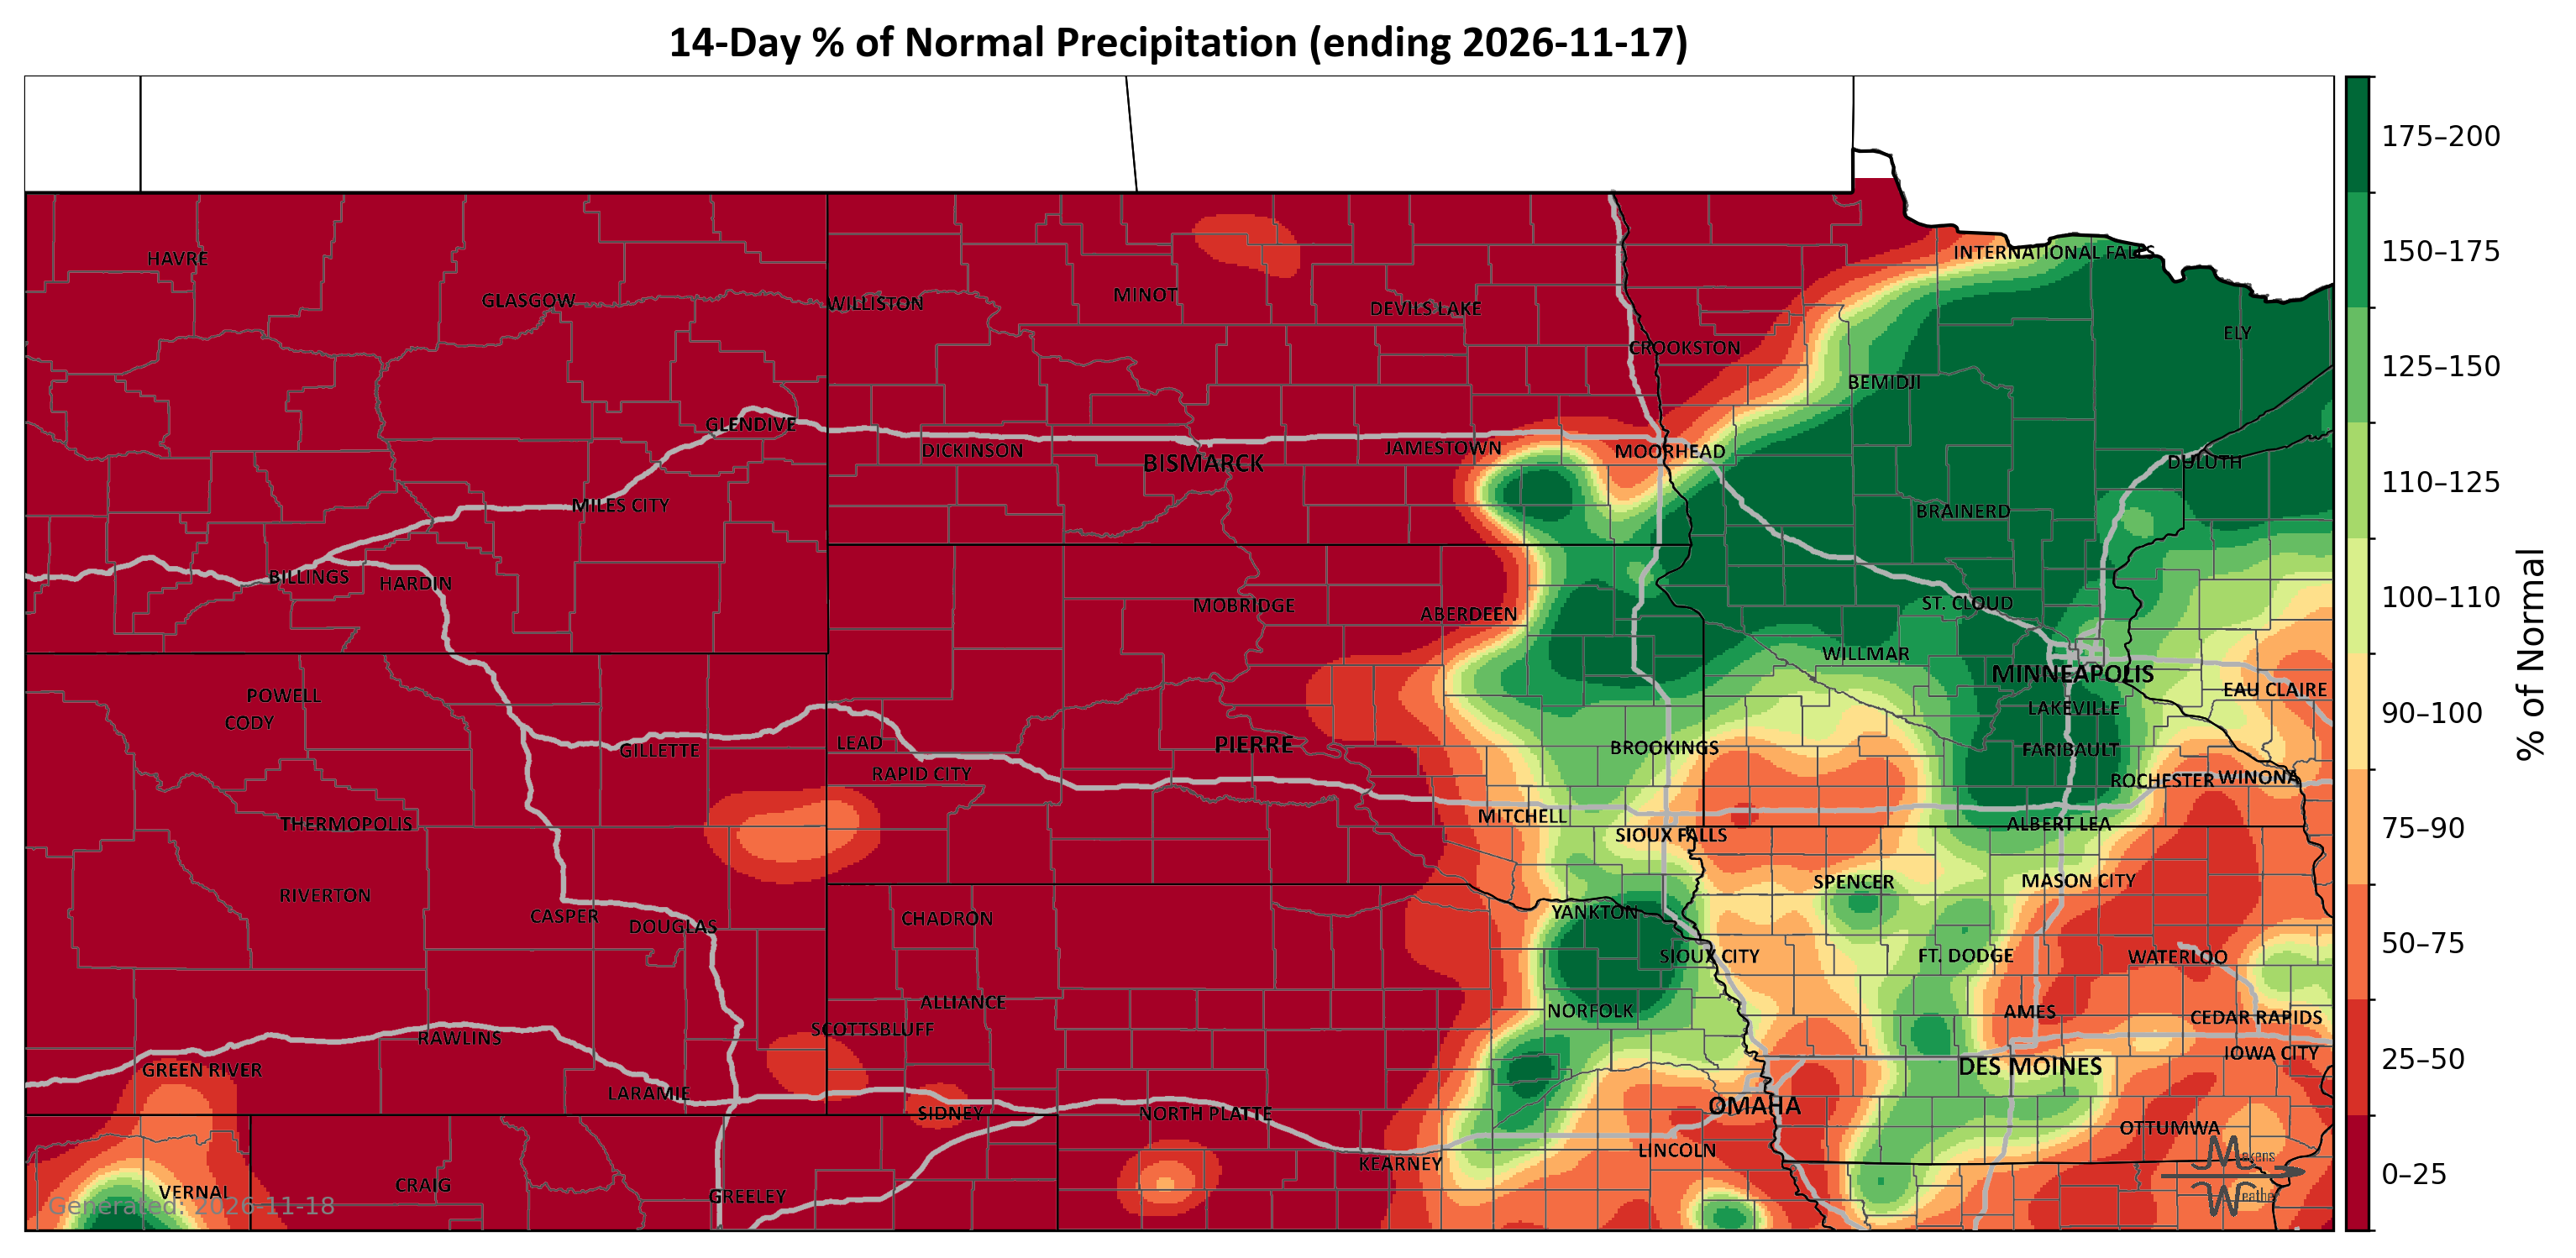 14-Day % of Normal Precipitation (ending 2026-11-17)
175–200
150–175
125–150
110–125
100–110
90–100
75–90
50–75
25–50
0–25
% of Normal
INTERNATIONAL FALLS
HAVRE
GLASGOW
WILLISTON
MINOT
DEVILS LAKE
ELY
CROOKSTON
BEMIDJI
GLENDIVE
DICKINSON
BISMARCK
JAMESTOWN
MOORHEAD
DULUTH
MILES CITY
BRAINERD
BILLINGS
HARDIN
MOBRIDGE
ABERDEEN
ST. CLOUD
WILLMAR
MINNEAPOLIS
EAU CLAIRE
POWELL
CODY
LAKEVILLE
GILLETTE
LEAD
PIERRE
BROOKINGS
FARIBAULT
RAPID CITY
ROCHESTER
WINONA
THERMOPOLIS
MITCHELL
SIOUX FALLS
ALBERT LEA
RIVERTON
SPENCER
MASON CITY
CASPER
DOUGLAS
CHADRON
YANKTON
SIOUX CITY
FT. DODGE
WATERLOO
ALLIANCE
NORFOLK
AMES
CEDAR RAPIDS
SCOTTSBLUFF
RAWLINS
IOWA CITY
GREEN RIVER
DES MOINES
LARAMIE
SIDNEY
NORTH PLATTE
OMAHA
OTTUMWA
LINCOLN
KEARNEY
VERNAL
CRAIG
GREELEY
Generated: 2026-11-18
Makens
Weather